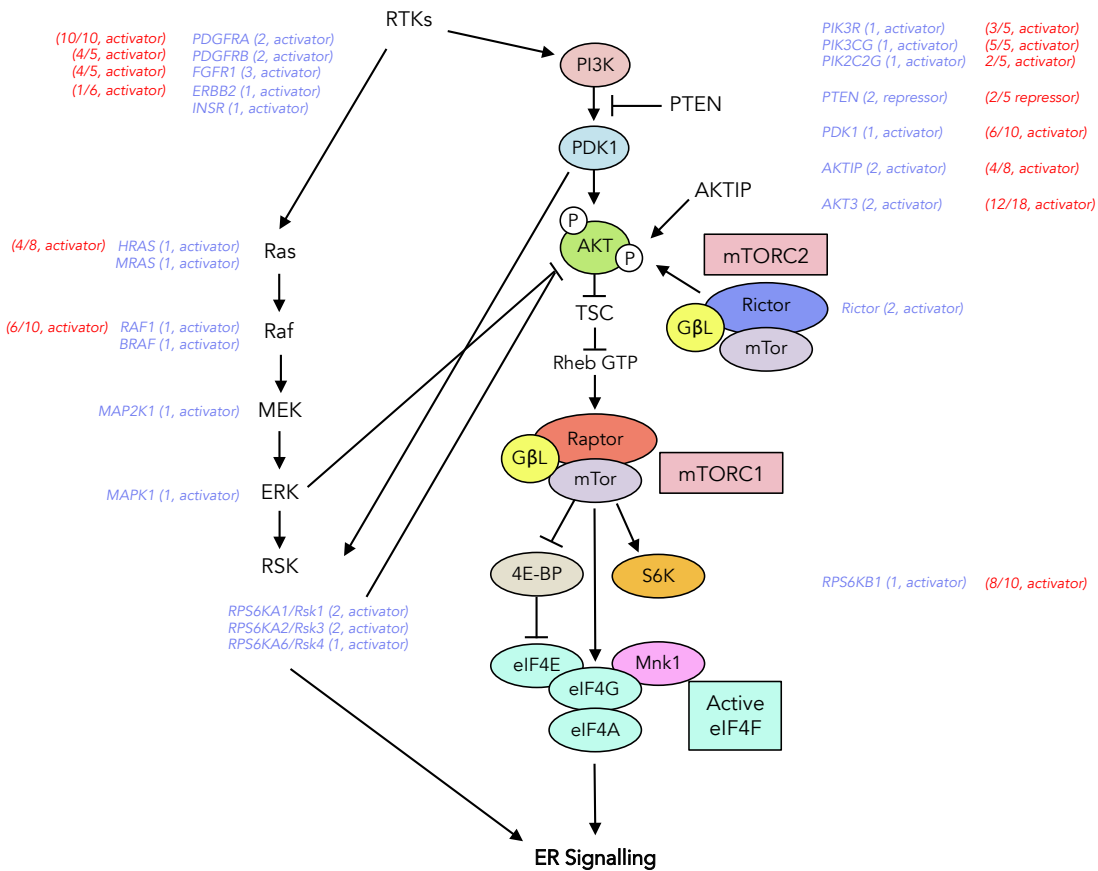 RTKs
(10/10, activator) PDGFRA (2, activator)
(4/5, activator) PDGFRB (2, activator)
(4/5, activator) FGFR1 (3, activator)
(1/6, activator) ERBB2 (1, activator)
INSR (1, activator)
PI3K
PTEN
PDK1
AKTIP
PIK3R (1, activator) (3/5, activator)
PIK3CG (1, activator) (5/5, activator)
PIK2C2G (1, activator) 2/5, activator)
PTEN (2, repressor) (2/5 repressor)
PDK1 (1, activator) (6/10, activator)
AKTIP (2, activator) (4/8, activator)
AKT3 (2, activator) (12/18, activator)
P
AKT
P
mTORC2
Rictor
GβL
mTor
Rictor (2, activator)
(4/8, activator) HRAS (1, activator)
MRAS (1, activator)
Ras
(6/10, activator) RAF1 (1, activator)
BRAF (1, activator)
Raf
MAP2K1 (1, activator)
MEK
MAPK1 (1, activator)
ERK
RSK
RPS6KA1/Rsk1 (2, activator)
RPS6KA2/Rsk3 (2, activator)
RPS6KA6/Rsk4 (1, activator)
TSC
Rheb GTP
Raptor
GβL
mTor
mTORC1
4E-BP
S6K
RPS6KB1 (1, activator) (8/10, activator)
eIF4E
eIF4G
Mnk1
eIF4A
Active
eIF4F
ER Signalling